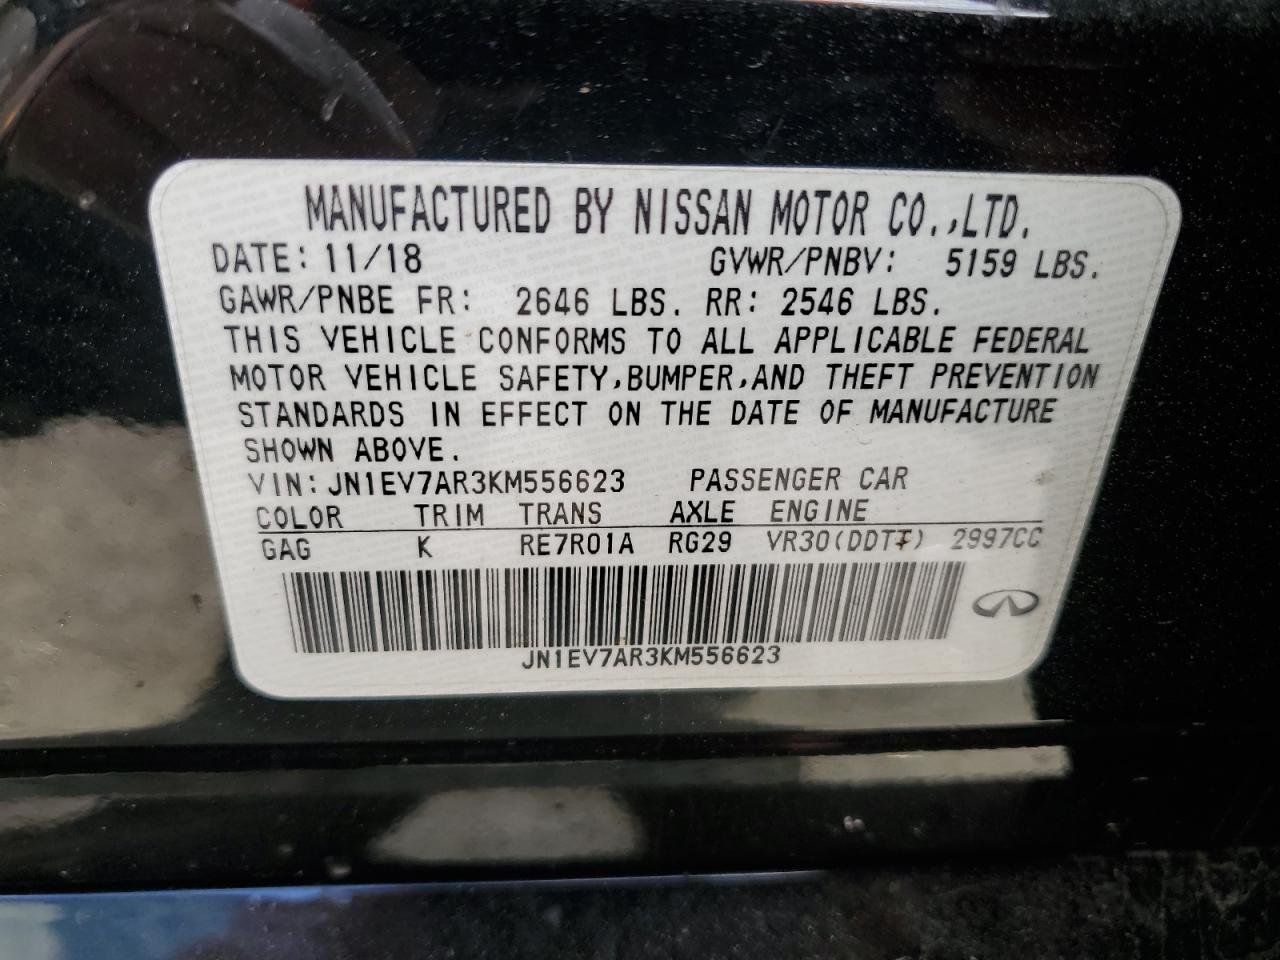 MANUFACTURED BY NISSAN MOTOR CO.,LTD.
DATE: 11/18 GVWR/PNBV: 5159 LBS.
GAWR/PNBE FR: 2646 LBS. RR: 2546 LBS.
THIS VEHICLE CONFORMS TO ALL APPLICABLE FEDERAL
MOTOR VEHICLE SAFETY,BUMPER,AND THEFT PREVENTION
STANDARDS IN EFFECT ON THE DATE OF MANUFACTURE
SHOWN ABOVE.
VIN: JN1EV7AR3KM556623 PASSENGER CAR
COLOR TRIM TRANS AXLE ENGINE
GAG K RE7R01A RG29 VR30(DDTT) 2997CC
JN1EV7AR3KM556623